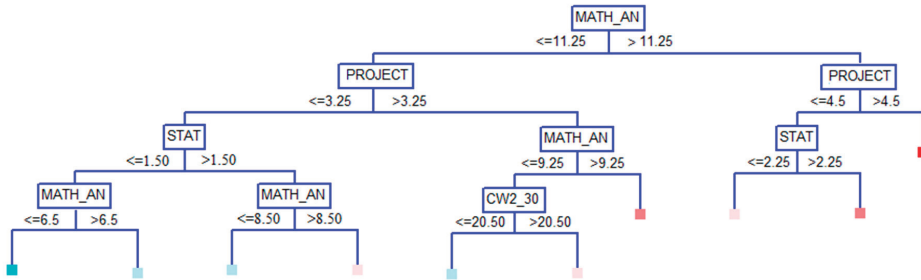 MATH_AN
<=11.25 > 11.25
PROJECT PROJECT
<=3.25 >3.25 <=4.5 >4.5
STAT MATH_AN STAT
<=1.50 >1.50 <=9.25 >9.25 <=2.25 >2.25
MATH_AN MATH_AN CW2_30
<=6.5 >6.5 <=8.50 >8.50 <=20.50 >20.50